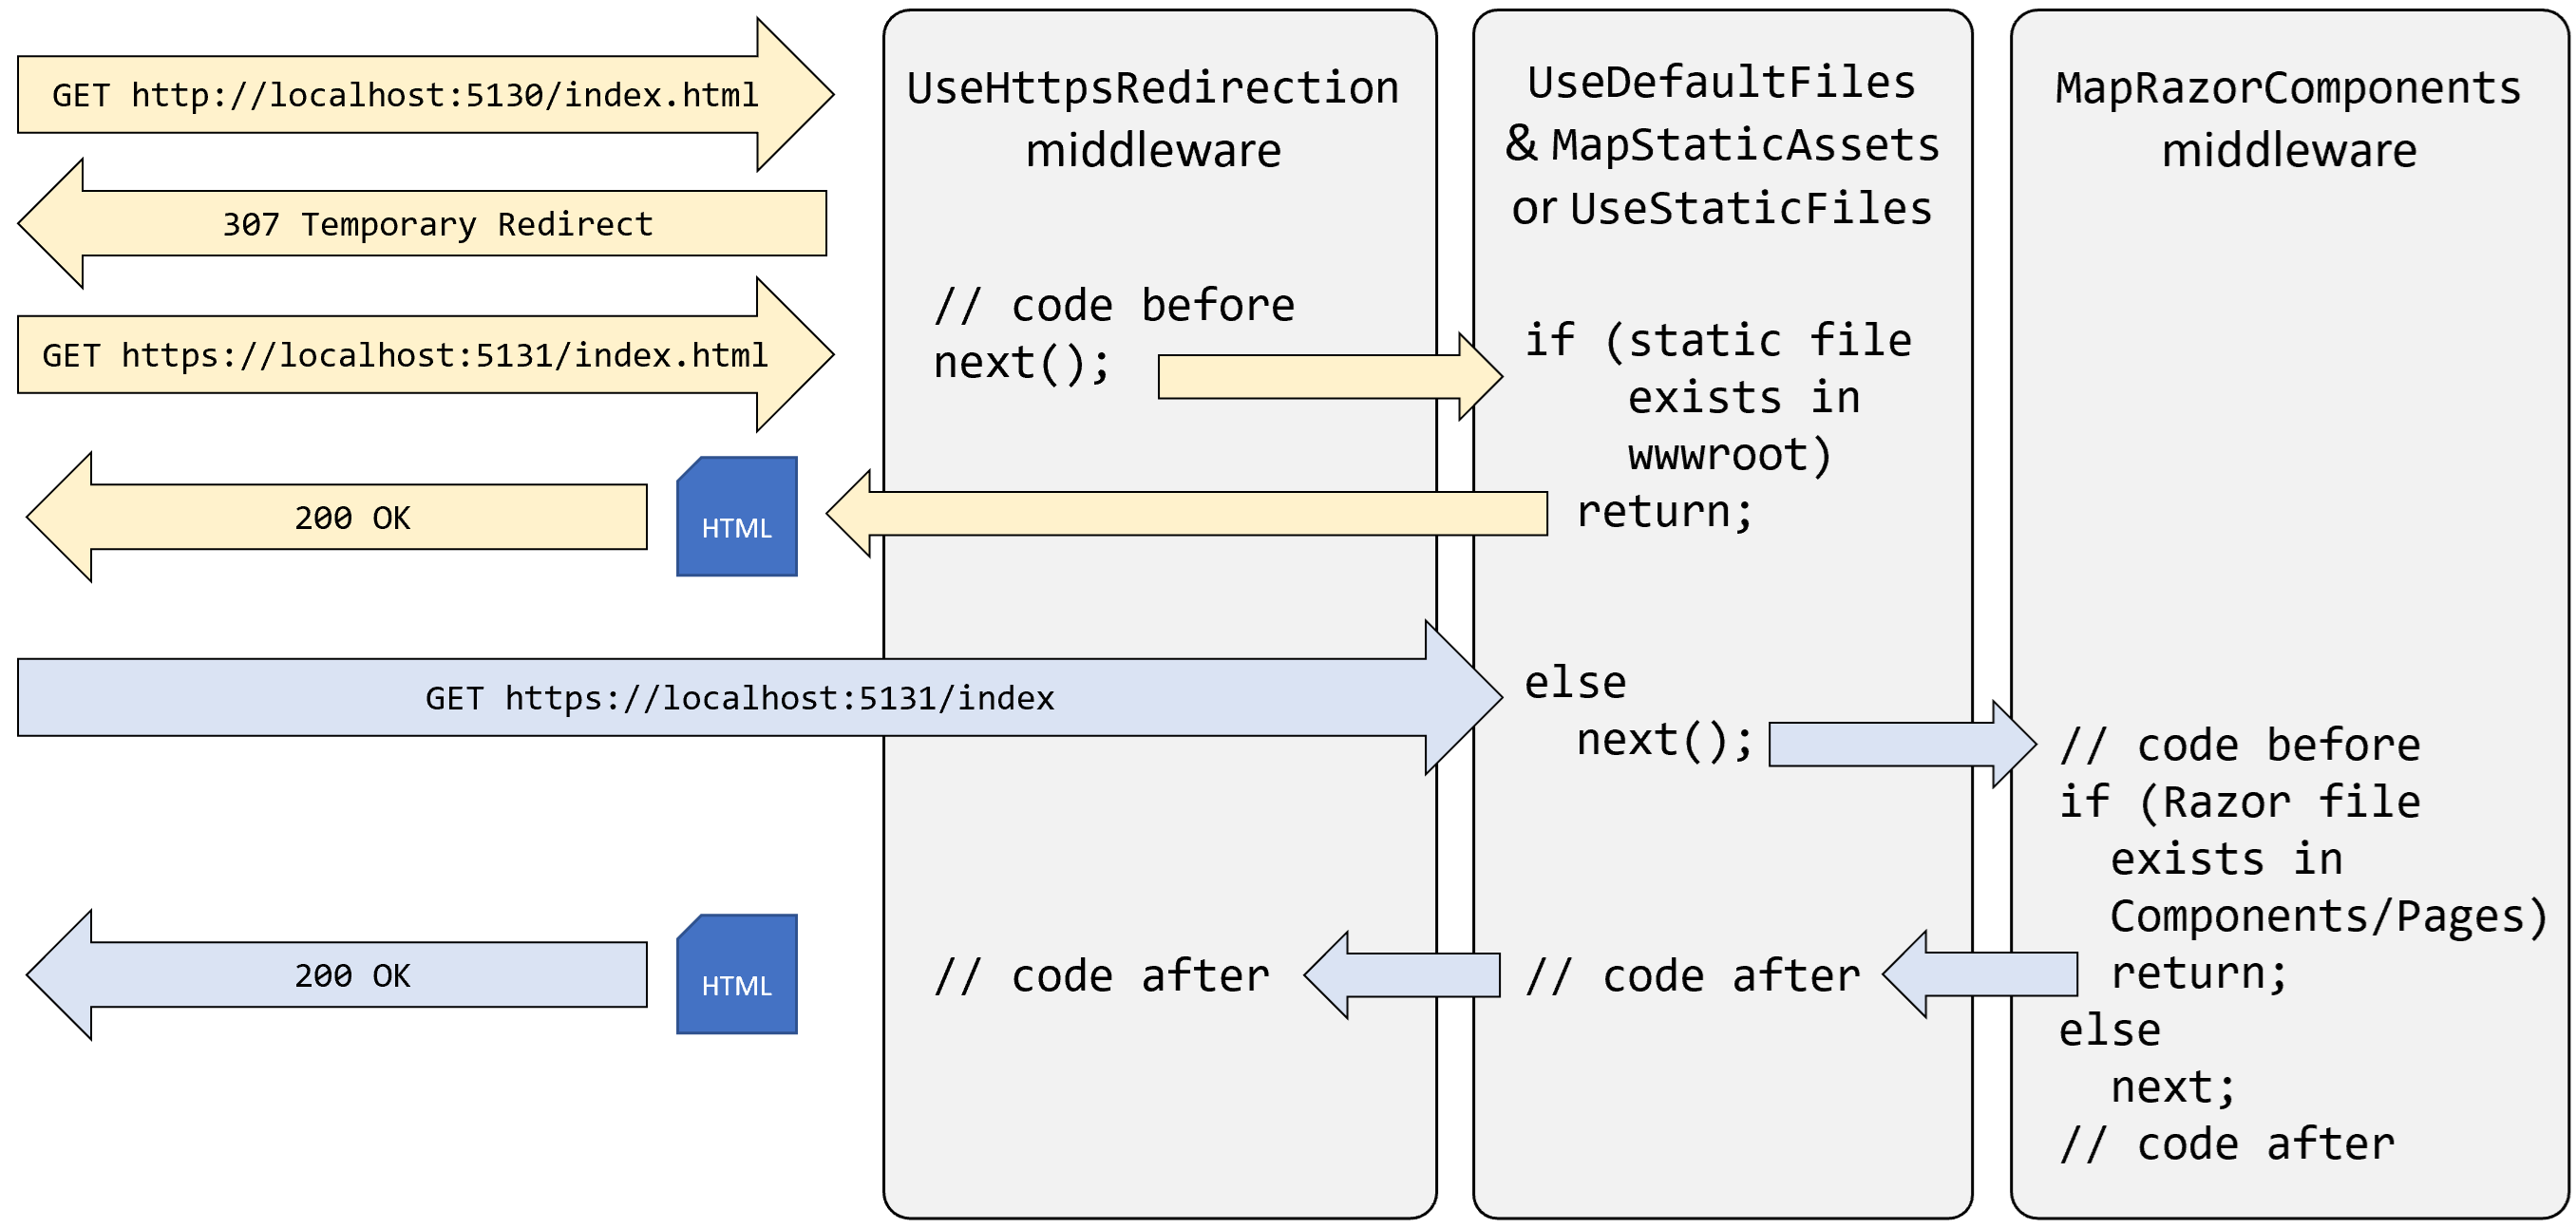 GET http://localhost:5130/index.html
307 Temporary Redirect
GET https://localhost:5131/index.html
200 OK
HTML
GET https://localhost:5131/index
200 OK
HTML
UseHttpsRedirection
middleware
// code before
next();
// code after
UseDefaultFiles
& MapStaticAssets
or UseStaticFiles
if (static file
exists in
wwwroot)
return;
else
next();
// code after
MapRazorComponents
middleware
// code before
if (Razor file
exists in
Components/Pages)
return;
else
next;
// code after